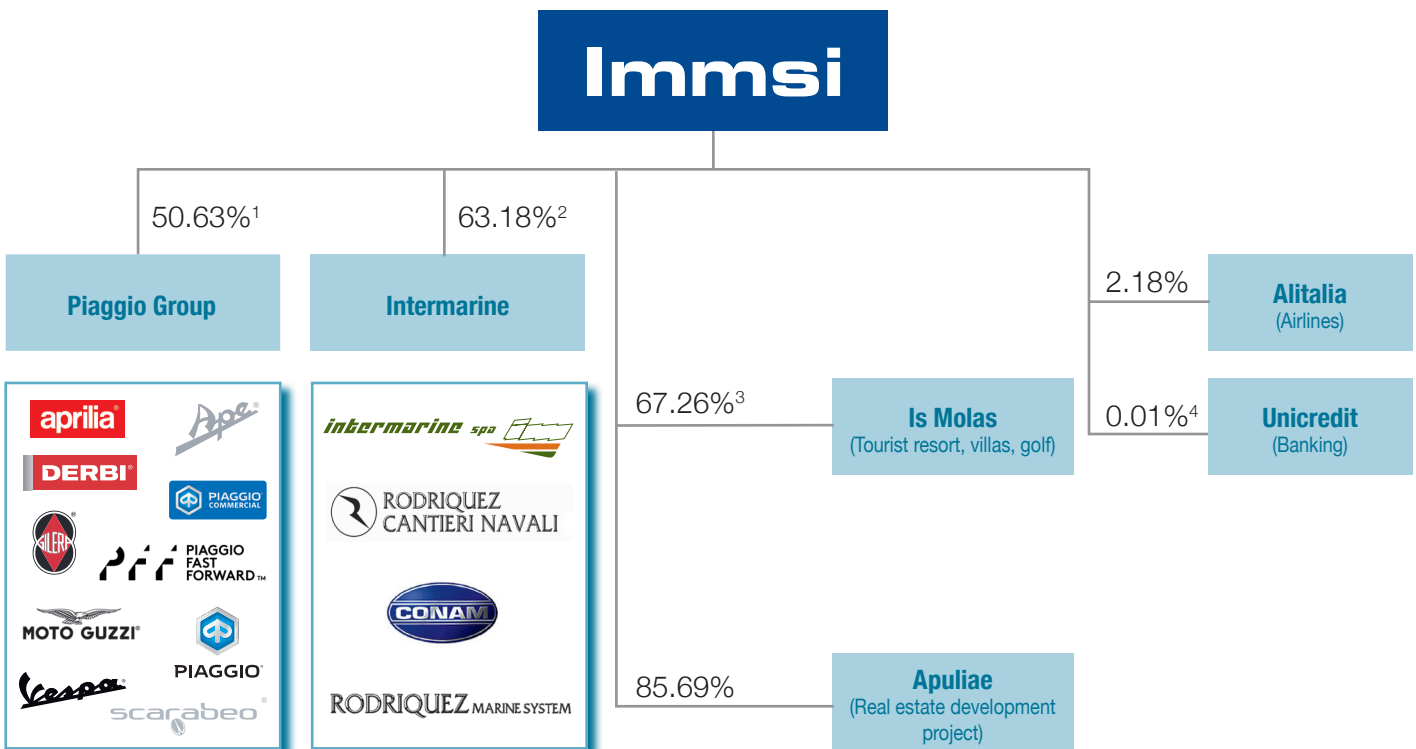 Immsi
50.63%¹
63.18%²
Piaggio Group
Intermarine
2.18%
Alitalia
(Airlines)
0.01%⁴
Unicredit
(Banking)
67.26%³
Is Molas
(Tourist resort, villas, golf)
85.69%
Apuliae
(Real estate development
project)
aprilia®
Ape®
DERBI®
PIAGGIO®
COMMERCIAL
GILERA®
PFF
PIAGGIO
FAST
FORWARD™
MOTO GUZZI®
PIAGGIO®
Vespa®
scarabeo®
intermarine spa
RODRIQUEZ
CANTIERI NAVALI
CONAM
RODRIQUEZ MARINE SYSTEM